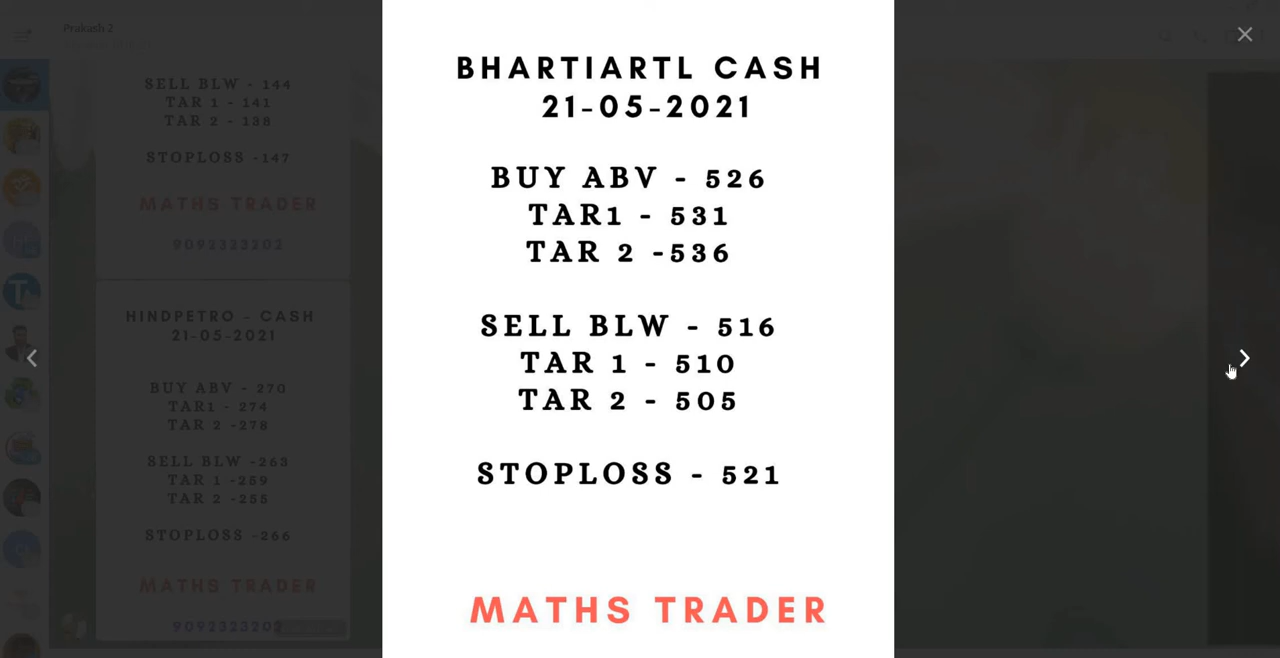 Prakash 2
SELL BLW - 144
TAR 1 - 141
TAR 2 - 138
STOPLOSS -147
MATHS TRADER
9092323202
HINDPETRO - CASH
21-05-2021
BUY ABV - 270
TAR1 - 274
TAR 2 -278
SELL BLW -263
TAR 1 -259
TAR 2 -255
STOPLOSS -266
MATHS TRADER
BHARTIARTL CASH
21-05-2021
BUY ABV - 526
TAR1 - 531
TAR 2 -536
SELL BLW - 516
TAR 1 - 510
TAR 2 - 505
STOPLOSS - 521
MATHS TRADER